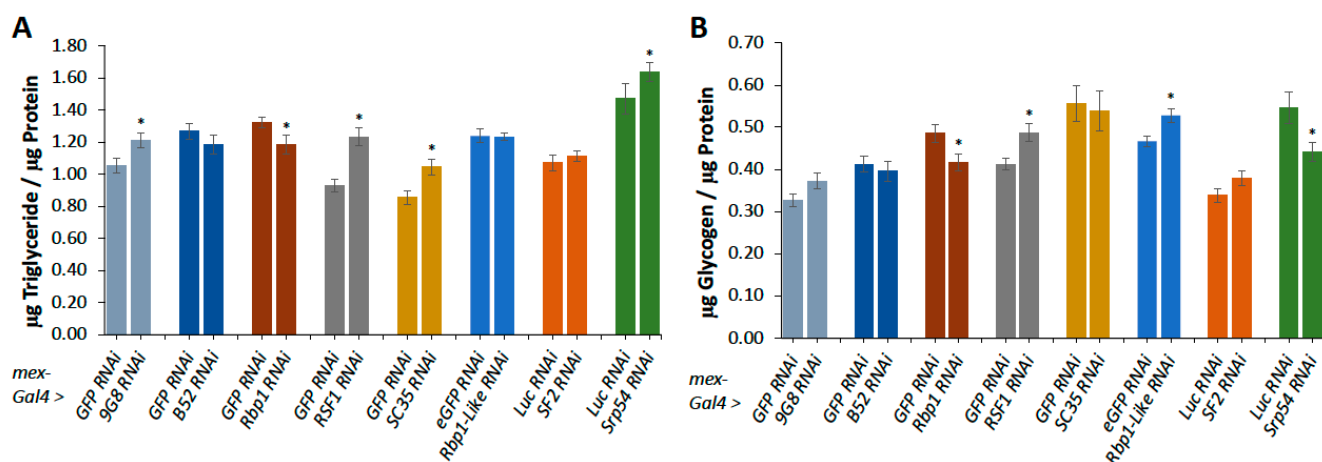 A
µg Triglyceride / µg Protein
1.80
1.60
1.40
1.20
1.00
0.80
0.60
0.40
0.20
0.00
*
*
*
*
*
mex-
Gal4 >
GFP RNAi
9G8 RNAi
GFP RNAi
B52 RNAi
GFP RNAi
Rbp1 RNAi
GFP RNAi
RSF1 RNAi
GFP RNAi
SC35 RNAi
eGFP RNAi
Rbp1-Like RNAi
Luc RNAi
SF2 RNAi
Luc RNAi
Srp54 RNAi
B
µg Glycogen / µg Protein
0.70
0.60
0.50
0.40
0.30
0.20
0.10
0.00
*
*
*
*
mex-
Gal4 >
GFP RNAi
9G8 RNAi
GFP RNAi
B52 RNAi
GFP RNAi
Rbp1 RNAi
GFP RNAi
RSF1 RNAi
GFP RNAi
SC35 RNAi
eGFP RNAi
Rbp1-Like RNAi
Luc RNAi
SF2 RNAi
Luc RNAi
Srp54 RNAi